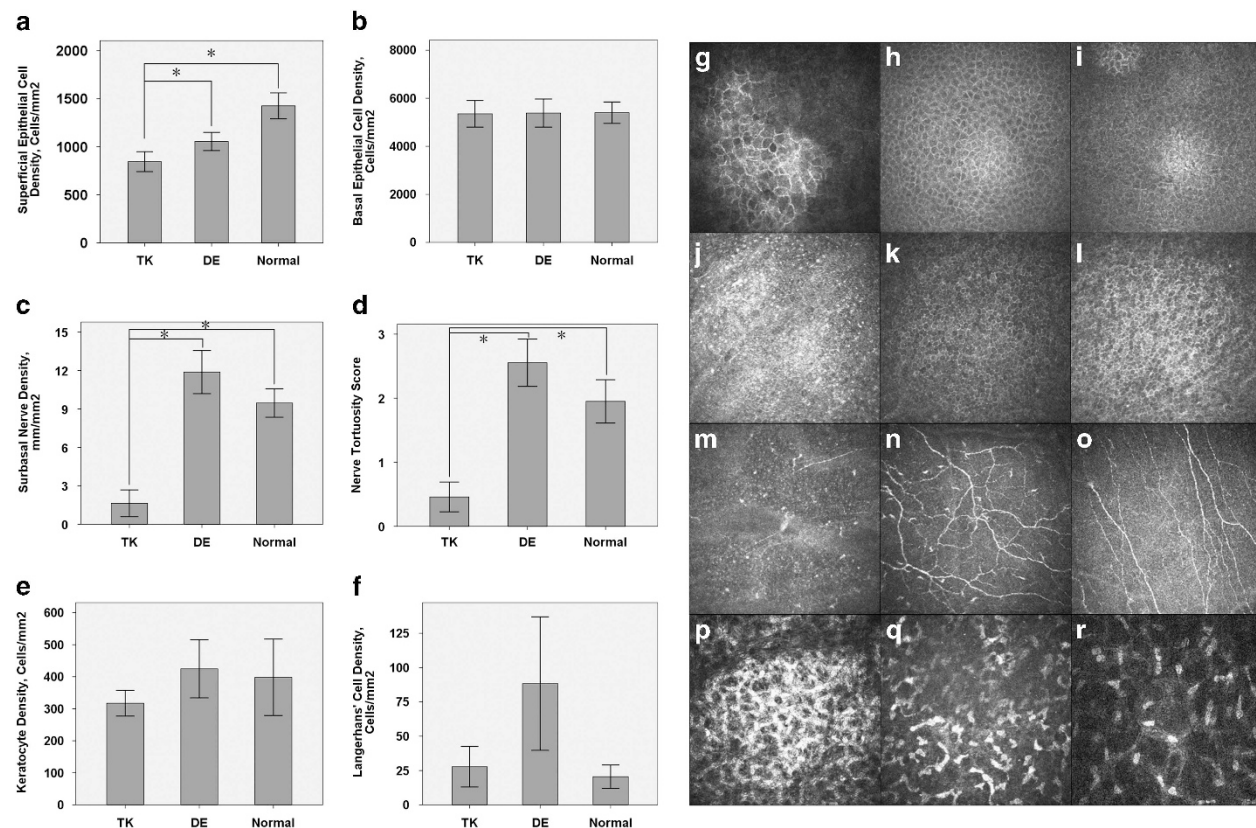 a
Superficial Epithelial Cell
Density, Cells/mm2
2000
1500
1000
500
0
*
*
TK DE Normal
b
Basal Epithelial Cell Density,
Cells/mm2
8000
6000
4000
2000
0
TK DE Normal
c
Surbasal Nerve Density,
mm/mm2
15
12
9
6
3
0
*
*
TK DE Normal
d
Nerve Tortuosity Score
3
2
1
0
* *
TK DE Normal
e
Keratocyte Density, Cells/mm2
600
500
400
300
200
100
0
TK DE Normal
f
Langerhans' Cell Density,
Cells/mm2
125
100
75
50
25
0
TK DE Normal
g h i
j k l
m n o
p q r